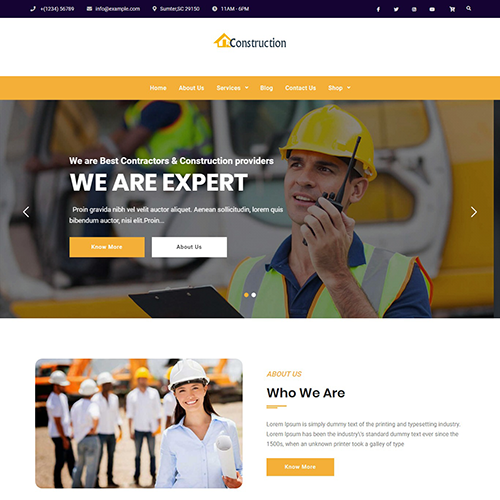 +(1234) 56789 info@example.com Sumter,SC 29150 11AM - 6PM
Construction
Home About Us Services Blog Contact Us Shop
We are Best Contractors & Construction providers
WE ARE EXPERT
Proin gravida nibh vel velit auctor aliquet. Aenean sollicitudin, lorem quis
bibendum auctor, nisi elit.Proin...
Know More About Us
ABOUT US
Who We Are
Lorem Ipsum is simply dummy text of the printing and typesetting industry.
Lorem Ipsum has been the industry\'s standard dummy text ever since the
1500s, when an unknown printer took a galley of type
Know More